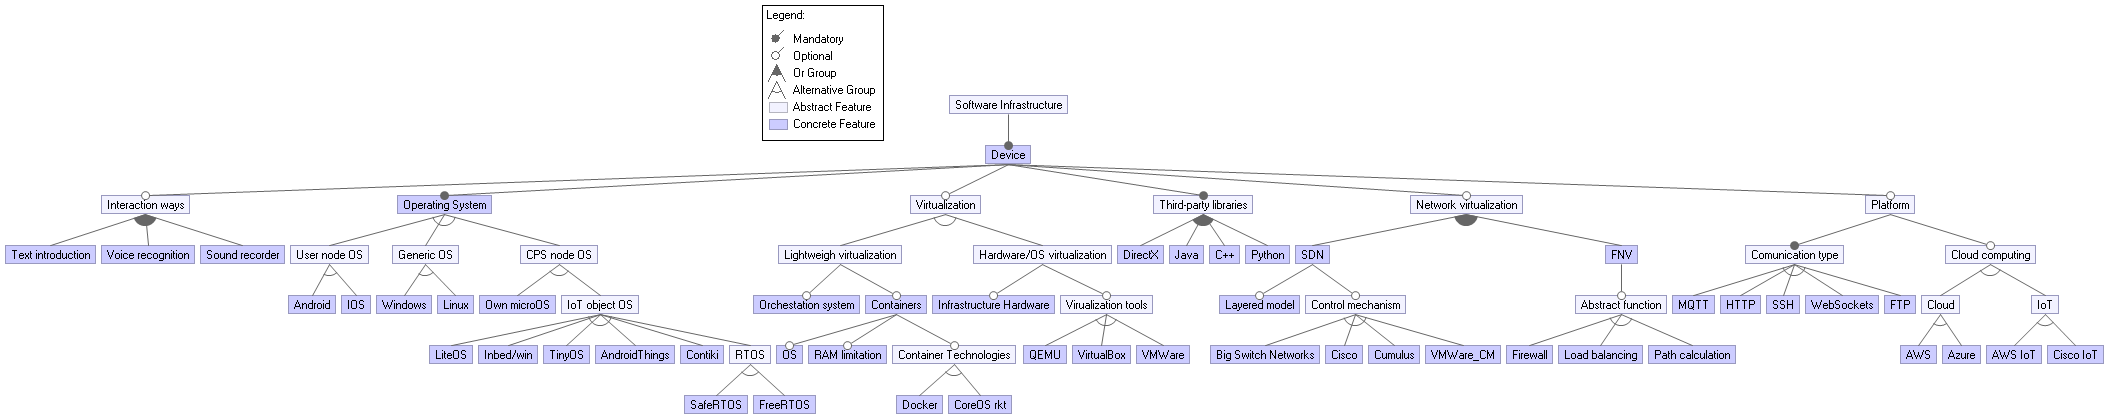 Legend:
Mandatory
Optional
Or Group
Alternative Group
Abstract Feature
Concrete Feature
Software Infrastructure
Device
Interaction ways
Operating System
Virtualization
Third-party libraries
Network virtualization
Platform
Text introduction
Voice recognition
Sound recorder
User node OS
Generic OS
CPS node OS
Lightweigh virtualization
Hardware/OS virtualization
DirectX
Java
C++
Python
SDN
FNV
Comunication type
Cloud computing
Android
IOS
Windows
Linux
Own microOS
IoT object OS
Orchestation system
Containers
Infrastructure Hardware
Virualization tools
Layered model
Control mechanism
Abstract function
MQTT
HTTP
SSH
WebSockets
FTP
Cloud
IoT
LiteOS
Inbed/win
TinyOS
AndroidThings
Contiki
RTOS
OS
RAM limitation
Container Technologies
QEMU
VirtualBox
VMWare
Big Switch Networks
Cisco
Cumulus
VMWare_CM
Firewall
Load balancing
Path calculation
AWS
Azure
AWS IoT
Cisco IoT
SafeRTOS
FreeRTOS
Docker
CoreOS rkt